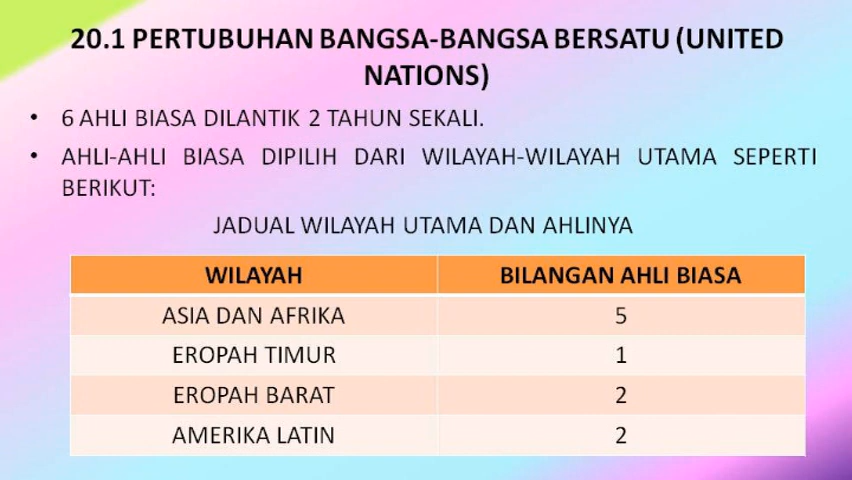 20.1 PERTUBUHAN BANGSA-BANGSA BERSATU (UNITED
NATIONS)
• 6 AHLI BIASA DILANTIK 2 TAHUN SEKALI.
• AHLI-AHLI BIASA DIPILIH DARI WILAYAH-WILAYAH UTAMA SEPERTI
BERIKUT:
JADUAL WILAYAH UTAMA DAN AHLINYA
WILAYAH BILANGAN AHLI BIASA
ASIA DAN AFRIKA 5
EROPAH TIMUR 1
EROPAH BARAT 2
AMERIKA LATIN 2